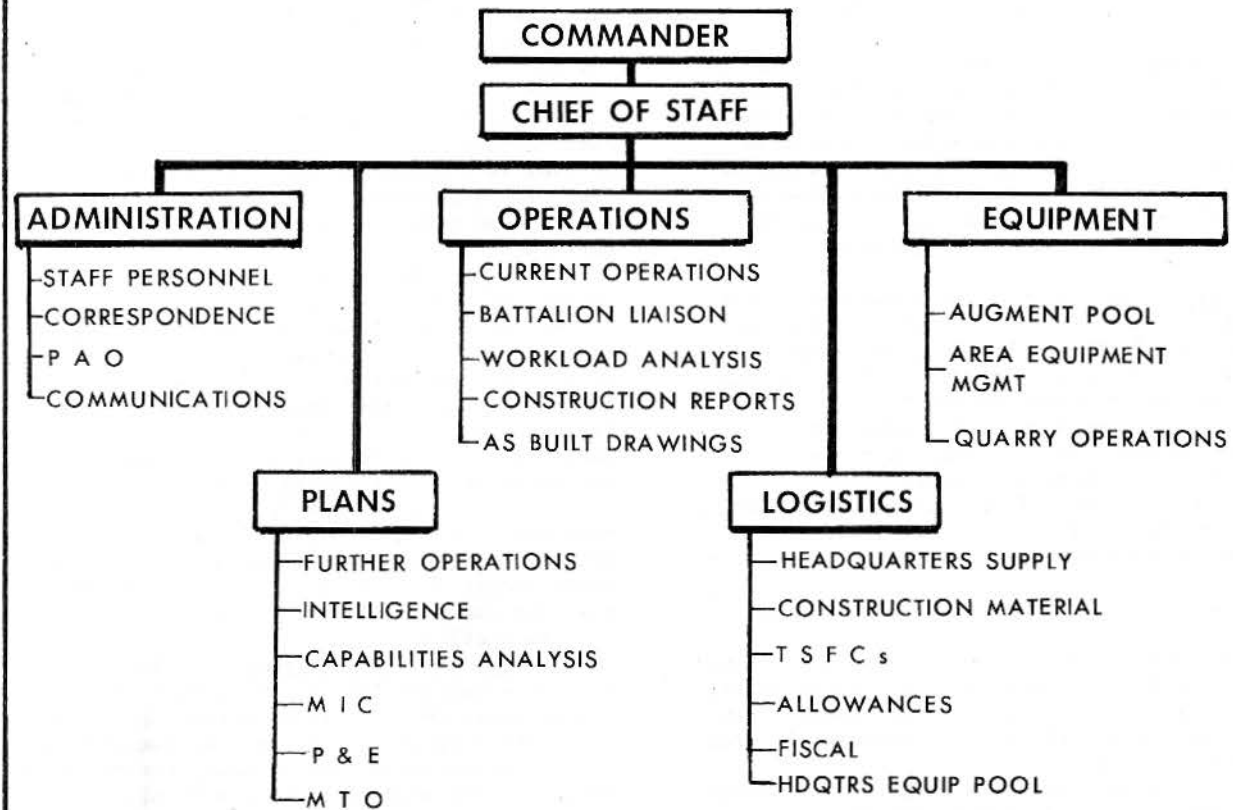 COMMANDER
CHIEF OF STAFF
ADMINISTRATION
STAFF PERSONNEL
CORRESPONDENCE
P A O
COMMUNICATIONS
OPERATIONS
CURRENT OPERATIONS
BATTALION LIAISON
WORKLOAD ANALYSIS
CONSTRUCTION REPORTS
AS BUILT DRAWINGS
EQUIPMENT
AUGMENT POOL
AREA EQUIPMENT
MGMT
QUARRY OPERATIONS
PLANS
FURTHER OPERATIONS
INTELLIGENCE
CAPABILITIES ANALYSIS
M I C
P & E
M T O
LOGISTICS
HEADQUARTERS SUPPLY
CONSTRUCTION MATERIAL
T S F C s
ALLOWANCES
FISCAL
HDQTRS EQUIP POOL